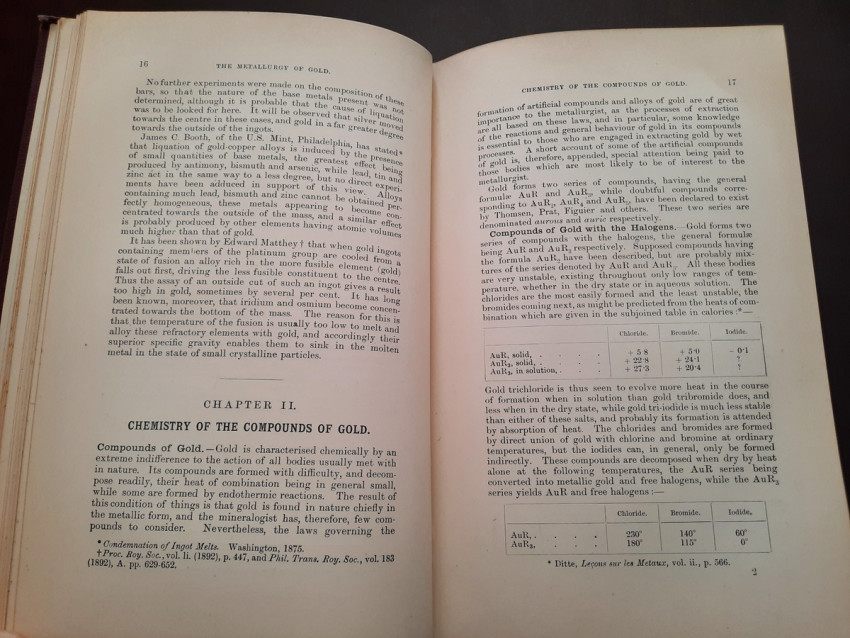 16
THE METALLURGY OF GOLD.
No further experiments were made on the composition of these
bars, so that the nature of the base metals present was not
determined, although it is probable that the cause of liquation
was to be looked for here. It will be observed that silver moved
towards the centre in these cases, and gold in a far greater degree
towards the outside of the ingots.
James C. Booth, of the U.S. Mint, Philadelphia, has stated*
that liquation of gold-copper alloys is induced by the presence
of small quantities of base metals, the greatest effect being
produced by antimony, bismuth and arsenic, while lead, tin and
zinc act in the same way to a less degree, but no direct experi-
ments have been adduced in support of this view. Alloys
containing much lead, bismuth and zinc cannot be obtained per-
fectly homogeneous, these metals appearing to become con-
centrated towards the outside of the mass, and a similar effect
is probably produced by other elements having atomic volumes
much higher than that of gold.
It has been shown by Edward Matthey† that when gold ingots
containing members of the platinum group are cooled from a
state of fusion an alloy rich in the more fusible element (gold)
falls out first, driving the less fusible constituent to the centre,
Thus the assay of an outside cut of such an ingot gives a result
too high in gold, sometimes by several per cent. It has long
been known, moreover, that iridium and osmium become concen-
trated towards the bottom of the mass. The reason for this is
that the temperature of the fusion is usually too low to melt and
alloy these refractory elements with gold, and accordingly their
superior specific gravity enables them to sink in the molten
metal in the state of small crystalline particles.
CHAPTER II.
CHEMISTRY OF THE COMPOUNDS OF GOLD.
Compounds of Gold.—Gold is characterised chemically by an
extreme indifference to the action of all bodies usually met with
in nature. Its compounds are formed with difficulty, and decom-
pose readily, their heat of combination being in general small,
while some are formed by endothermic reactions. The result of
this condition of things is that gold is found in nature chiefly in
the metallic form, and the mineralogist has, therefore, few com-
pounds to consider. Nevertheless, the laws governing the
* Condemnation of Ingot Melts. Washington, 1875.
† Proc. Roy. Soc., vol. li. (1892), p. 447, and Phil. Trans. Roy. Soc., vol. 183
(1892), A. pp. 629-652.
CHEMISTRY OF THE COMPOUNDS OF GOLD.
17
formation of artificial compounds and alloys of gold are of great
importance to the metallurgist, as the processes of extraction
are all based on these laws, and in particular, some knowledge
of the reactions and general behaviour of gold in its compounds
is essential to those who are engaged in extracting gold by wet
processes. A short account of some of the artificial compounds
of gold is, therefore, appended, special attention being paid to
those bodies which are most likely to be of interest to the
metallurgist.
Gold forms two series of compounds, having the general
formulæ AuR and AuR₃, while doubtful compounds corre-
sponding to AuR₂, AuR₄ and AuR₅, have been declared to exist
by Thomsen, Prat, Figuier and others. These two series are
denominated aurous and auric respectively.
Compounds of Gold with the Halogens.—Gold forms two
series of compounds with the halogens, the general formulæ
being AuR and AuR₃ respectively. Supposed compounds having
the formula AuR₂ have been described, but are probably mix-
tures of the series denoted by AuR and AuR₃. All these bodies
are very unstable, existing throughout only low ranges of tem-
perature, whether in the dry state or in aqueous solution. The
chlorides are the most easily formed and the least unstable, the
bromides coming next, as might be predicted from the heats of com-
bination which are given in the subjoined table in calories :*—
Chloride. Bromide. Iodide.
AuR, solid, . . . . + 5·8 + 5·0 - 0·1
AuR₃, solid, . . . . + 22·8 + 24·1 ?
AuR₃, in solution, . . . + 27·3 + 20·4 ?
Gold trichloride is thus seen to evolve more heat in the course
of formation when in solution than gold tribromide does, and
less when in the dry state, while gold tri-iodide is much less stable
than either of these salts, and probably its formation is attended
by absorption of heat. The chlorides and bromides are formed
by direct union of gold with chlorine and bromine at ordinary
temperatures, but the iodides can, in general, only be formed
indirectly. These compounds are decomposed when dry by heat
alone at the following temperatures, the AuR series being
converted into metallic gold and free halogens, while the AuR₃
series yields AuR and free halogens :—
Chloride. Bromide. Iodide,
AuR, . . . . 230° 140° 60°
AuR₃, . . . . 180° 115° 0°
* Ditte, Leçons sur les Metaux, vol. ii., p. 566.
2